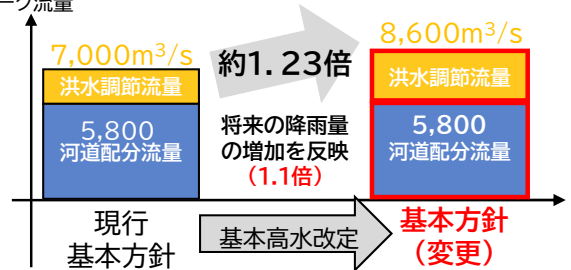 ーク流量
7,000m³/s
洪水調節流量
5,800
河道配分流量
約1.23倍
将来の降雨量
の増加を反映
（1.1倍）
8,600m³/s
洪水調節流量
5,800
河道配分流量
現行
基本方針
基本高水改定
基本方針
（変更）